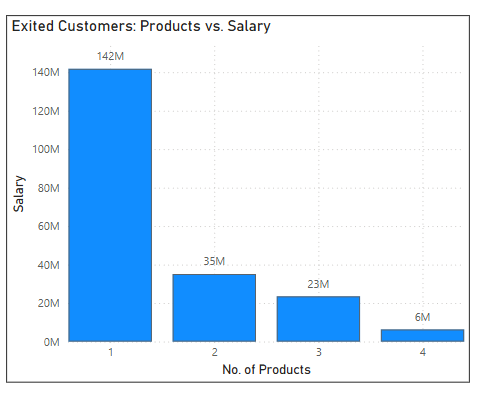 Exited Customers: Products vs. Salary
142M
140M
120M
100M
80M
60M
40M
20M
0M
35M
23M
6M
Salary
1
2
3
4
No. of Products